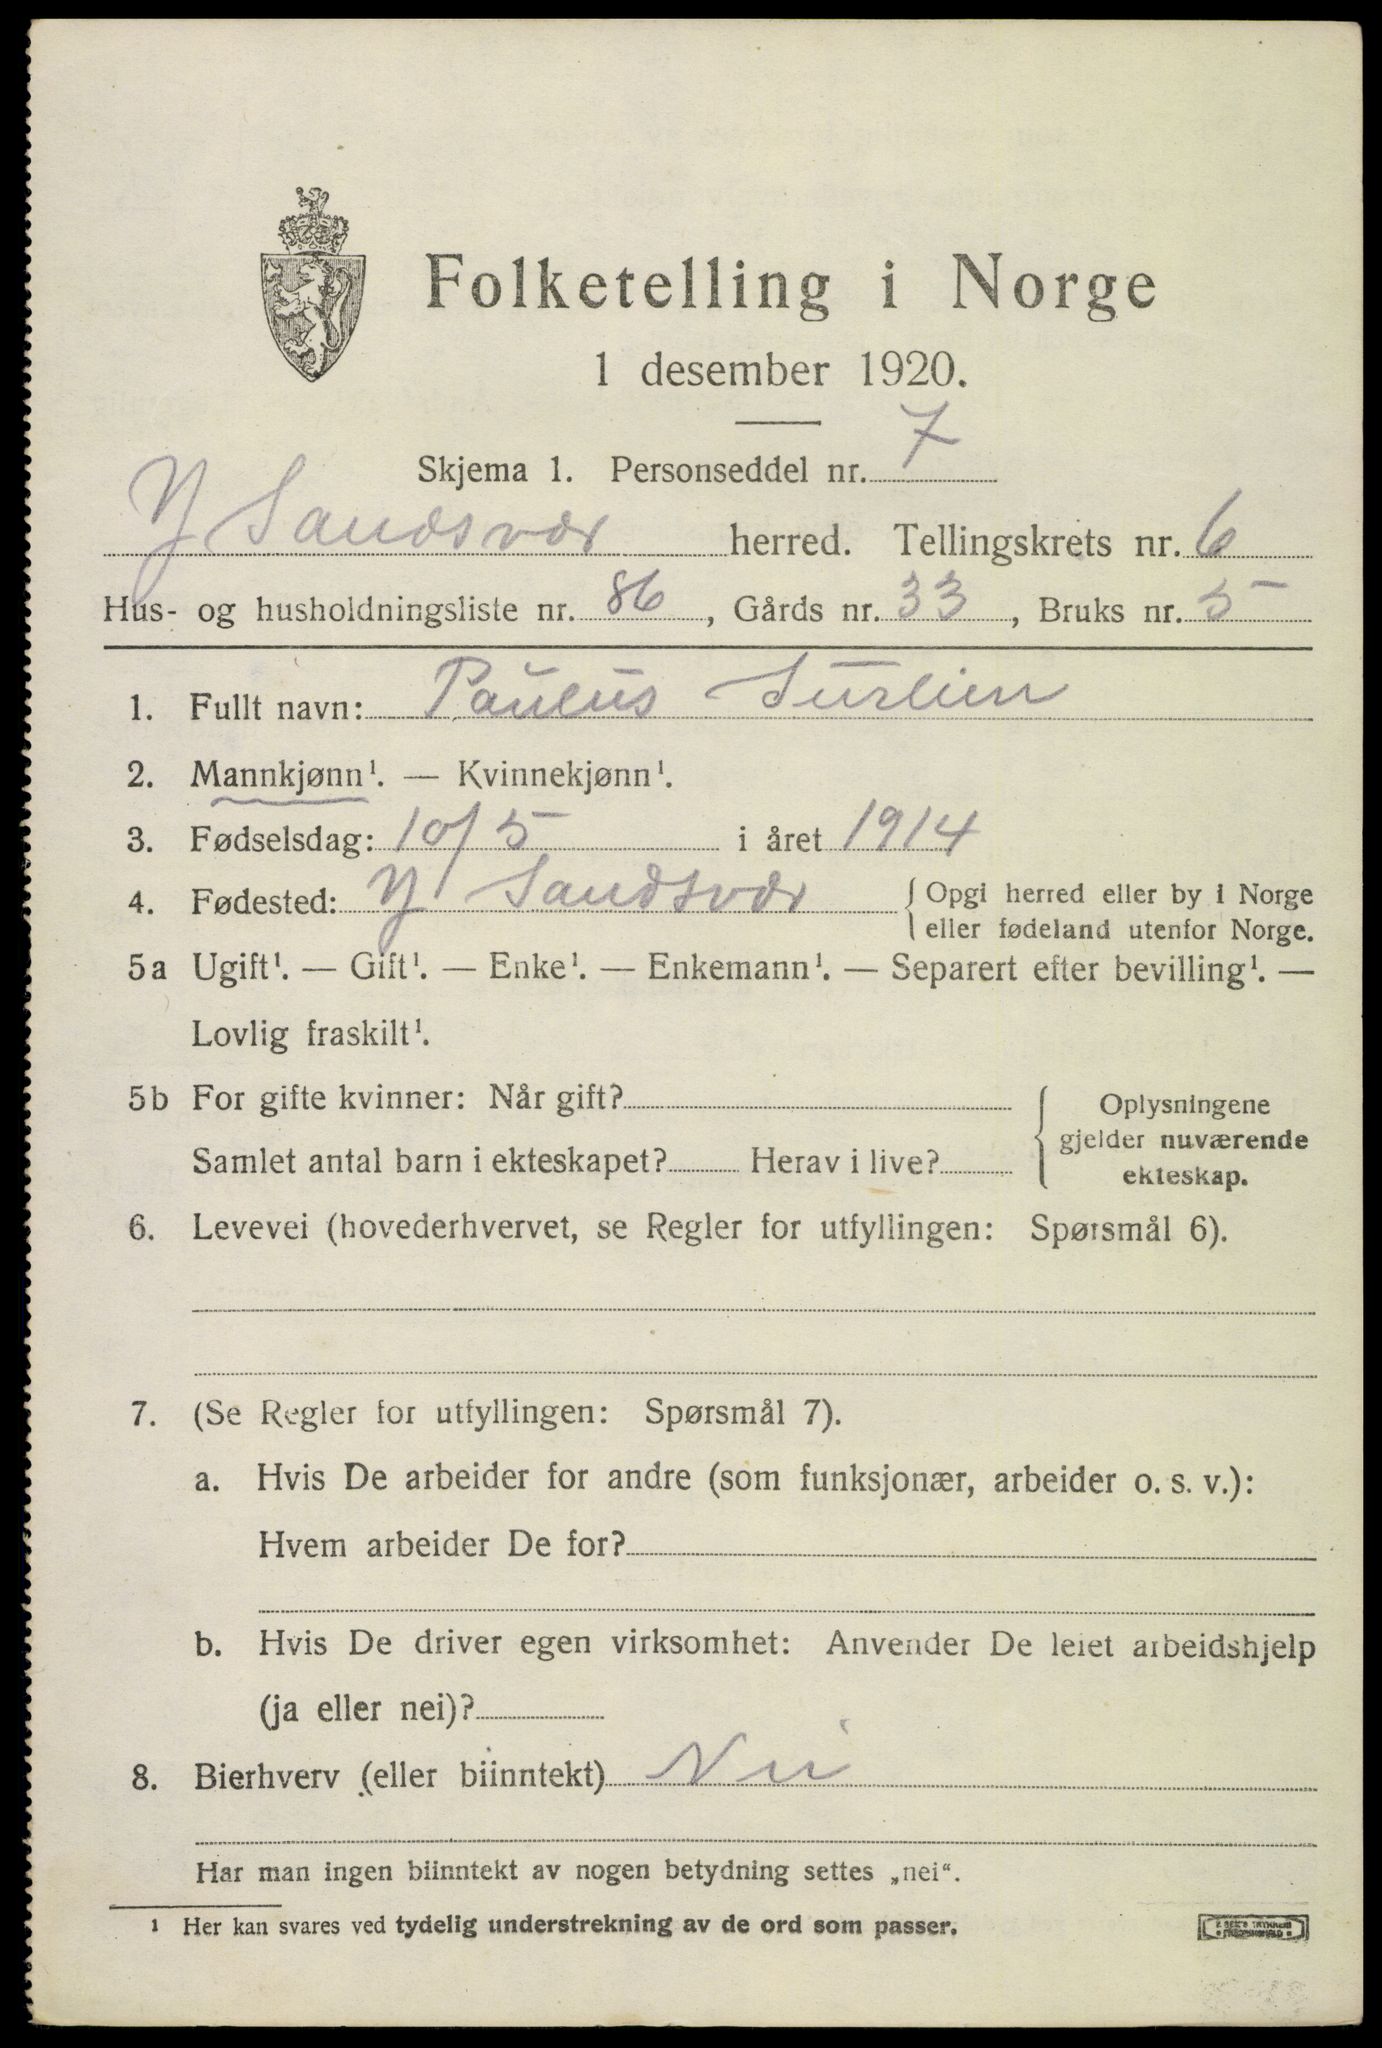 Folketelling i Norge
1 desember 1920.
Skjema 1. Personseddel nr. 7
Y Sandsvær herred. Tellingskrets nr. 6
Hus- og husholdningsliste nr. 86, Gårds nr. 33, Bruks nr. 5
1. Fullt navn: Paulus Surlien
2. Mannkjønn¹. — Kvinnekjønn¹.
3. Fødselsdag: 10/5 i året 1914
4. Fødested: Y Sandsvær { Opgi herred eller by i Norge
eller fødeland utenfor Norge.
5a Ugift¹. — Gift¹. — Enke¹. — Enkemann¹. — Separert efter bevilling¹. —
Lovlig fraskilt¹.
5b For gifte kvinner: Når gift?
Samlet antal barn i ekteskapet? Herav i live?
{ Oplysningene
gjelder nuværende
ekteskap.
6. Levevei (hovederhvervet, se Regler for utfyllingen: Spørsmål 6).
7. (Se Regler for utfyllingen: Spørsmål 7).
a. Hvis De arbeider for andre (som funksjonær, arbeider o. s. v.):
Hvem arbeider De for?
b. Hvis De driver egen virksomhet: Anvender De leiet arbeidshjelp
(ja eller nei)?
8. Bierhverv (eller biinntekt) Nei
Har man ingen biinntekt av nogen betydning settes „nei“.
¹ Her kan svares ved tydelig understrekning av de ord som passer.